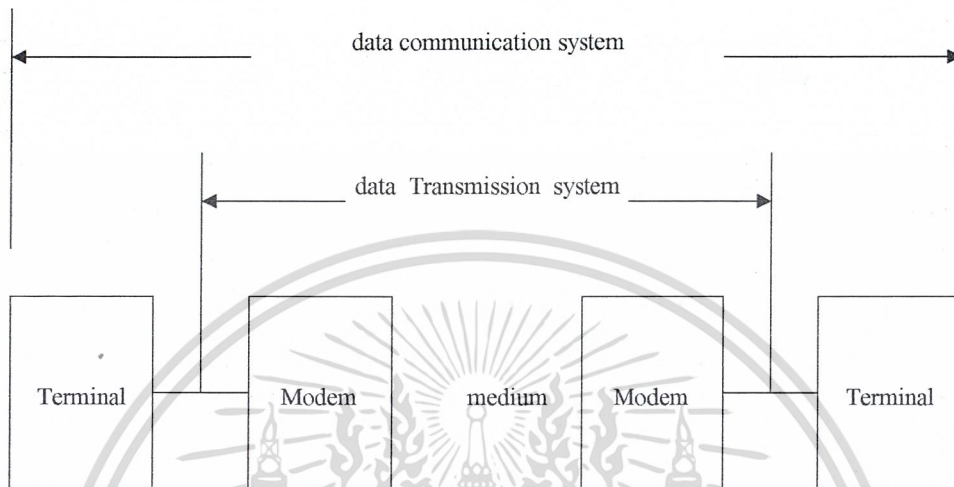 data communication system
data Transmission system
Terminal Modem medium Modem Terminal